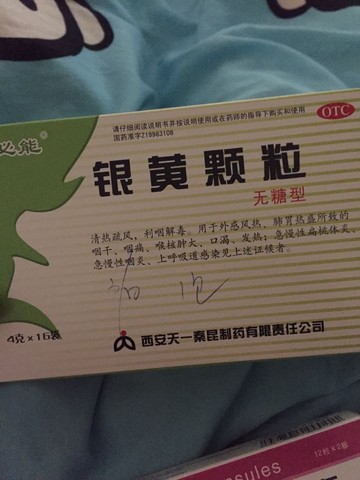 请仔细阅读说明书并按说明使用或在药师的指导下购买和使用
国药准字Z19983108
OTC
必能
银黄颗粒
无糖型
清热疏风，利咽解毒。用于外感风热、肺胃热盛所致的
咽干、咽痛、喉核肿大、口渴、发热；急慢性扁桃体炎、
急慢性咽炎、上呼吸道感染见上述证候者。
4克×16袋
西安天一秦昆制药有限责任公司
12粒×2板
sules